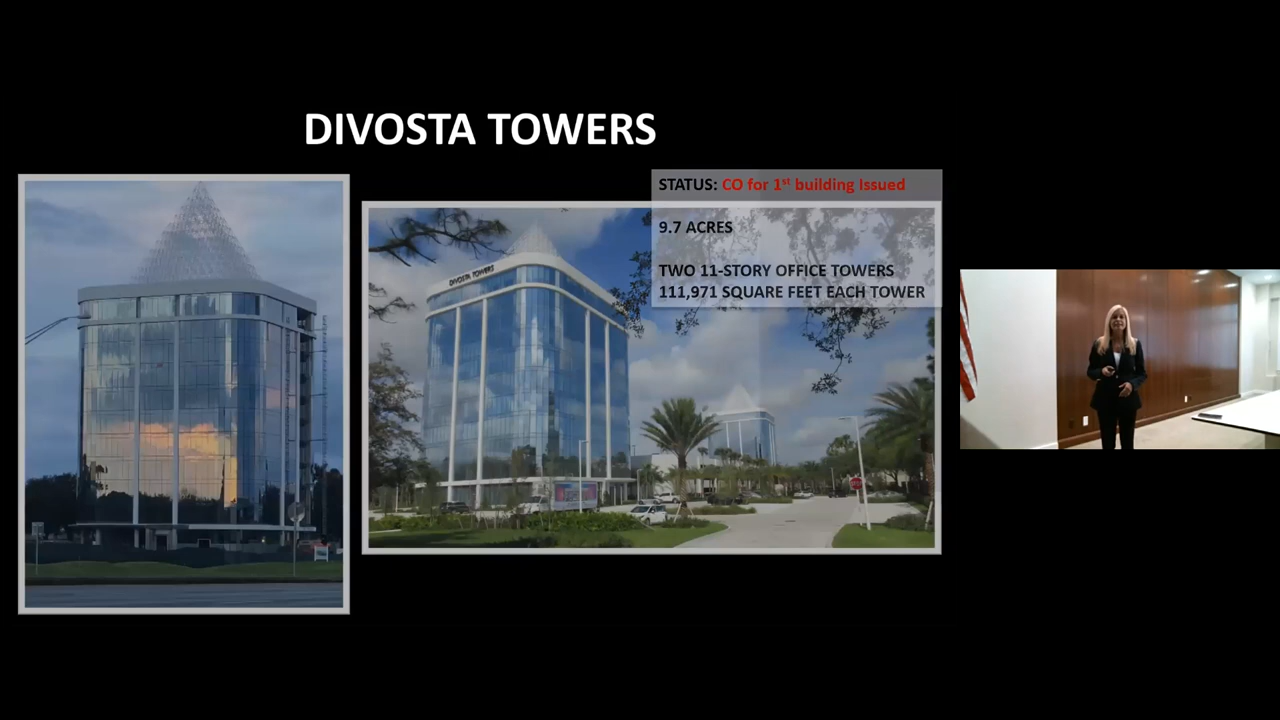 DIVOSTA TOWERS
STATUS: CO for 1st building Issued
9.7 ACRES
TWO 11-STORY OFFICE TOWERS
111,971 SQUARE FEET EACH TOWER
DIVOSTA TOWERS